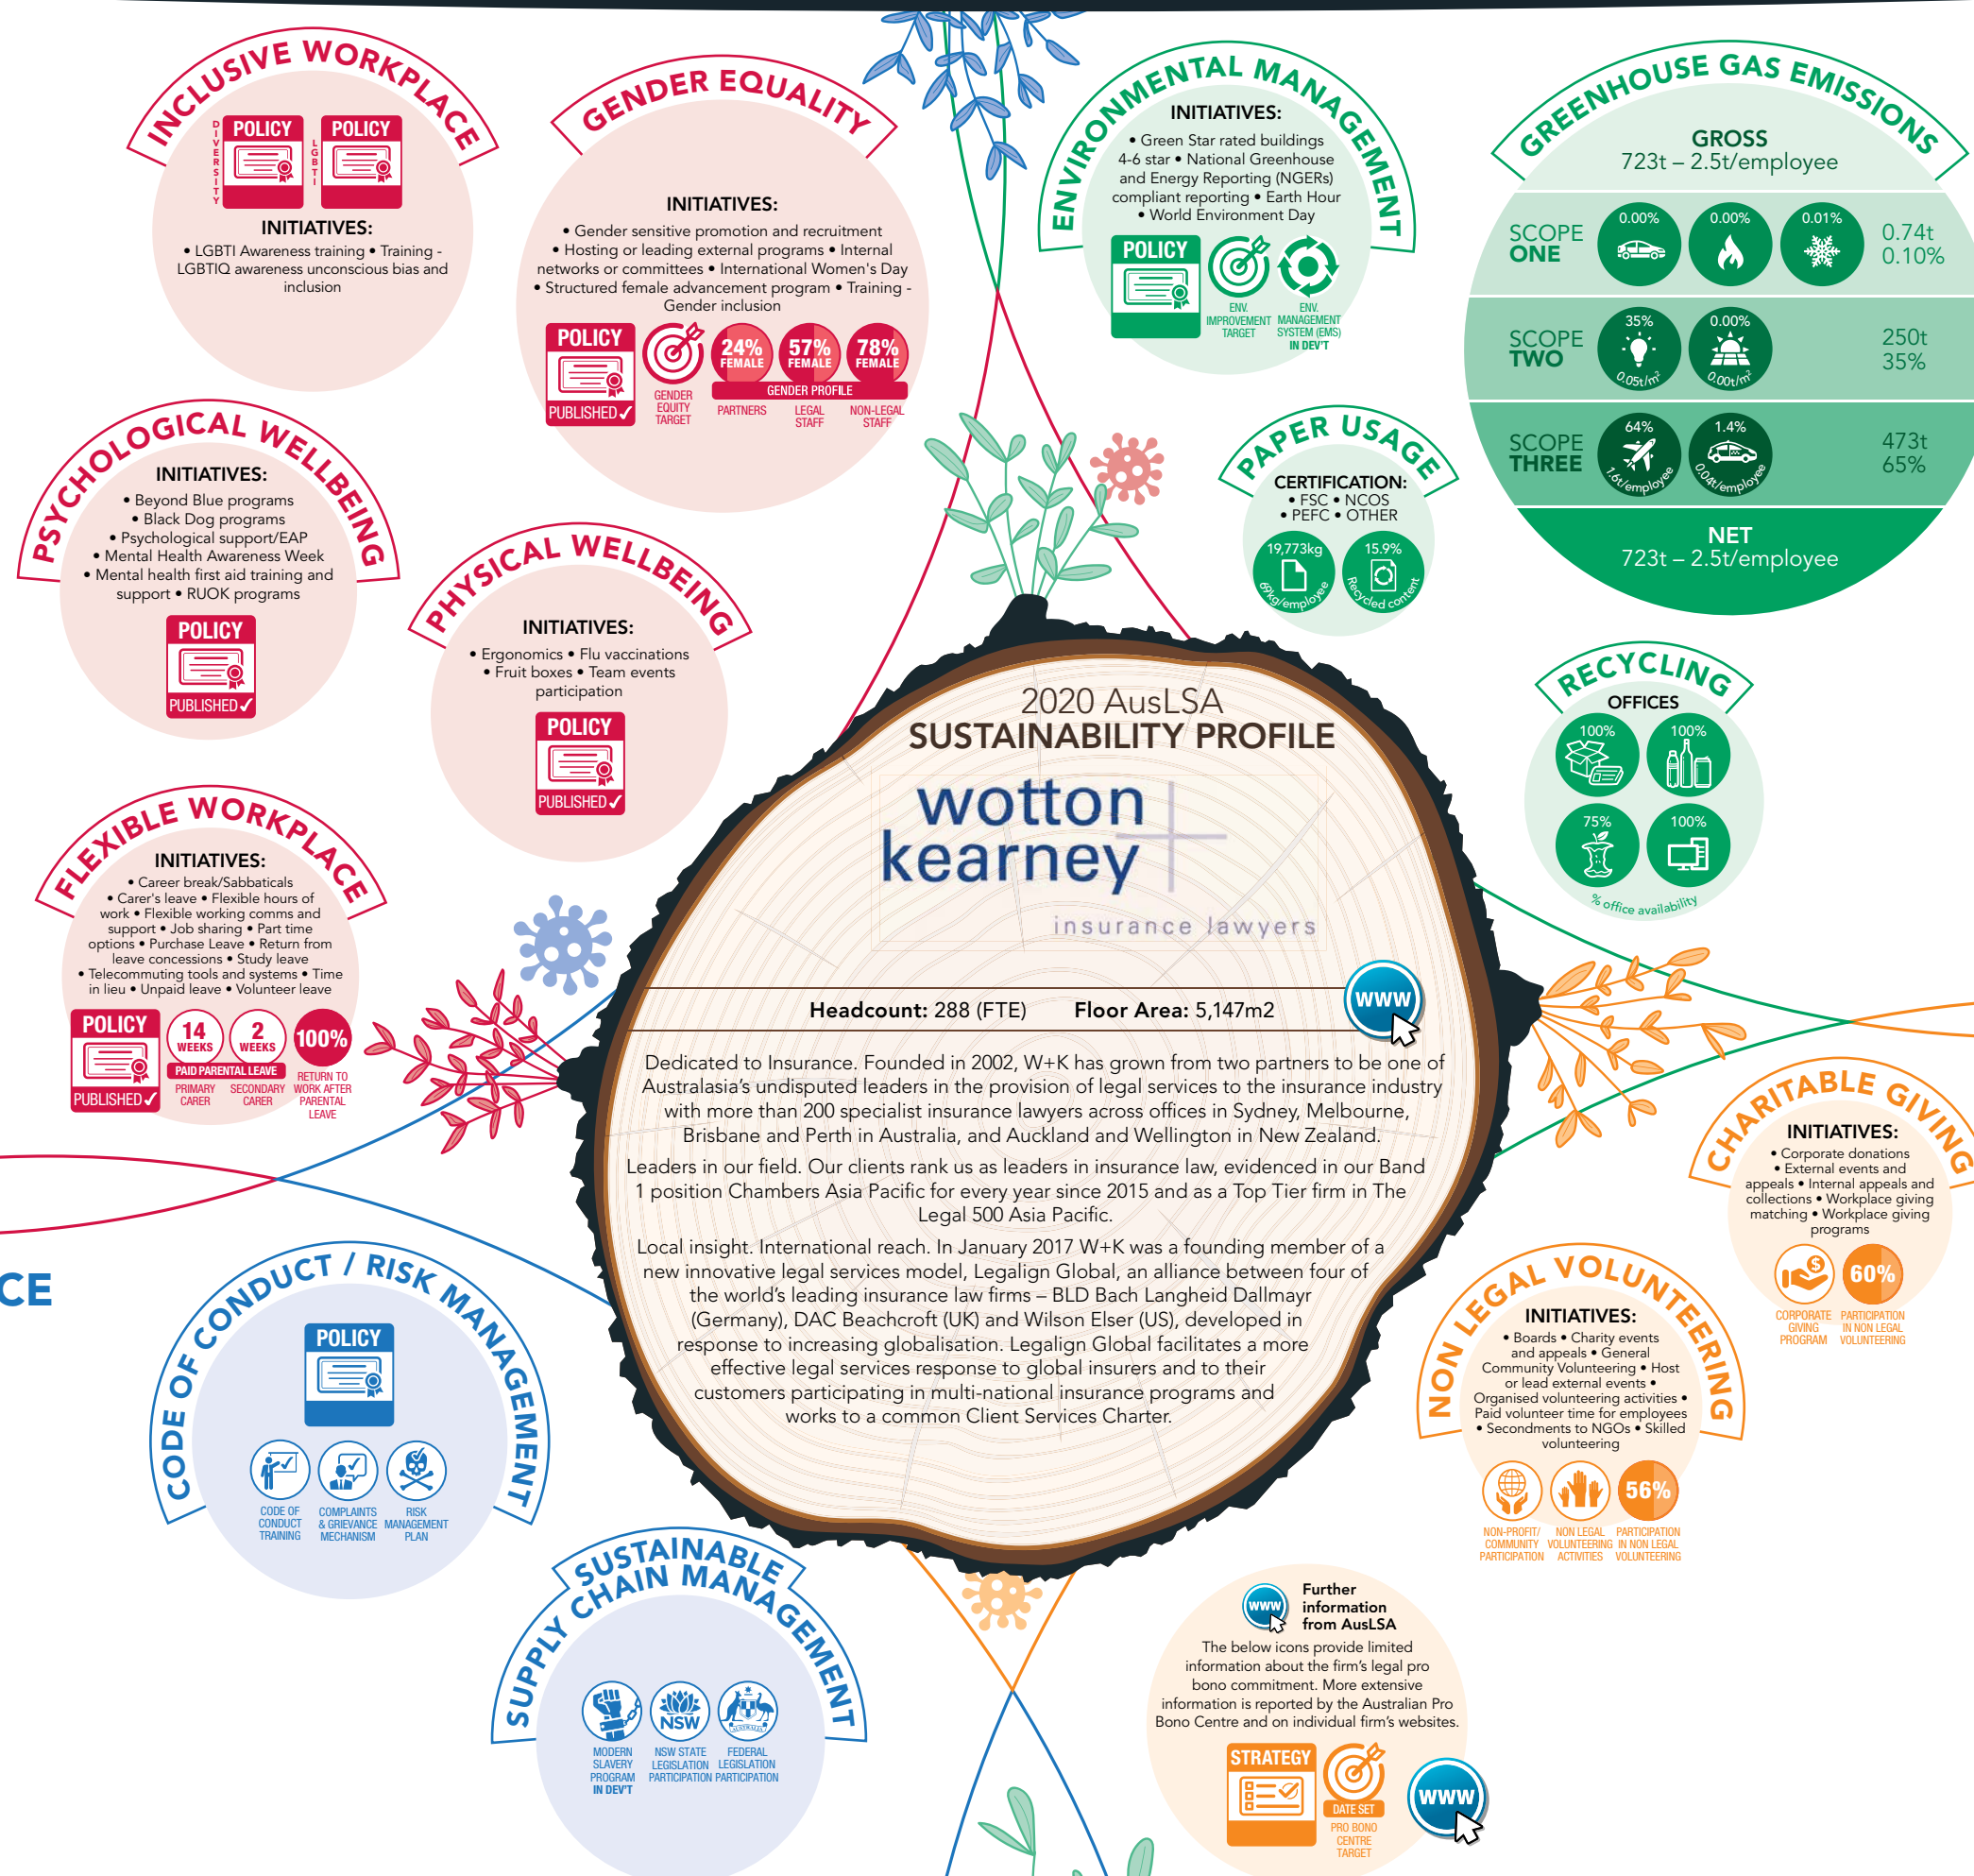 INCLUSIVE WORKPLACE
DIVERSITY
POLICY
LGBTI
POLICY
INITIATIVES:
• LGBTI Awareness training • Training -
LGBTIQ awareness unconscious bias and
inclusion
GENDER EQUALITY
INITIATIVES:
• Gender sensitive promotion and recruitment
• Hosting or leading external programs • Internal
networks or committees • International Women's Day
• Structured female advancement program • Training -
Gender inclusion
POLICY
PUBLISHED ✓
GENDER
EQUITY
TARGET
24%
FEMALE
57%
FEMALE
78%
FEMALE
GENDER PROFILE
PARTNERS
LEGAL
STAFF
NON-LEGAL
STAFF
ENVIRONMENTAL MANAGEMENT
INITIATIVES:
• Green Star rated buildings
4-6 star • National Greenhouse
and Energy Reporting (NGERs)
compliant reporting • Earth Hour
• World Environment Day
POLICY
ENV.
IMPROVEMENT
TARGET
ENV.
MANAGEMENT
SYSTEM (EMS)
IN DEV'T
GREENHOUSE GAS EMISSIONS
GROSS
723t – 2.5t/employee
SCOPE
ONE
0.00%
0.00%
0.01%
0.74t
0.10%
SCOPE
TWO
35%
0.05t/m²
0.00%
0.00t/m²
250t
35%
SCOPE
THREE
64%
1.6t/employee
1.4%
0.04t/employee
473t
65%
NET
723t – 2.5t/employee
PSYCHOLOGICAL WELLBEING
INITIATIVES:
• Beyond Blue programs
• Black Dog programs
• Psychological support/EAP
• Mental Health Awareness Week
• Mental health first aid training and
support • RUOK programs
POLICY
PUBLISHED ✓
PHYSICAL WELLBEING
INITIATIVES:
• Ergonomics • Flu vaccinations
• Fruit boxes • Team events
participation
POLICY
PUBLISHED ✓
PAPER USAGE
CERTIFICATION:
• FSC • NCOS
• PEFC • OTHER
19,773kg
69kg/employee
15.9%
Recycled content
RECYCLING
OFFICES
100%
100%
75%
100%
% office availability
FLEXIBLE WORKPLACE
INITIATIVES:
• Career break/Sabbaticals
• Carer's leave • Flexible hours of
work • Flexible working comms and
support • Job sharing • Part time
options • Purchase Leave • Return from
leave concessions • Study leave
• Telecommuting tools and systems • Time
in lieu • Unpaid leave • Volunteer leave
POLICY
PUBLISHED ✓
14
WEEKS
2
WEEKS
PAID PARENTAL LEAVE
PRIMARY
CARER
SECONDARY
CARER
100%
RETURN TO
WORK AFTER
PARENTAL
LEAVE
2020 AusLSA
SUSTAINABILITY PROFILE
wotton
kearney
insurance lawyers
Headcount: 288 (FTE) Floor Area: 5,147m2
www
Dedicated to Insurance. Founded in 2002, W+K has grown from two partners to be one of
Australasia's undisputed leaders in the provision of legal services to the insurance industry
with more than 200 specialist insurance lawyers across offices in Sydney, Melbourne,
Brisbane and Perth in Australia, and Auckland and Wellington in New Zealand.
Leaders in our field. Our clients rank us as leaders in insurance law, evidenced in our Band
1 position Chambers Asia Pacific for every year since 2015 and as a Top Tier firm in The
Legal 500 Asia Pacific.
Local insight. International reach. In January 2017 W+K was a founding member of a
new innovative legal services model, Legalign Global, an alliance between four of
the world's leading insurance law firms – BLD Bach Langheid Dallmayr
(Germany), DAC Beachcroft (UK) and Wilson Elser (US), developed in
response to increasing globalisation. Legalign Global facilitates a more
effective legal services response to global insurers and to their
customers participating in multi-national insurance programs and
works to a common Client Services Charter.
CHARITABLE GIVING
INITIATIVES:
• Corporate donations
• External events and
appeals • Internal appeals and
collections • Workplace giving
matching • Workplace giving
programs
CORPORATE
GIVING
PROGRAM
60%
PARTICIPATION
IN NON LEGAL
VOLUNTEERING
NON LEGAL VOLUNTEERING
INITIATIVES:
• Boards • Charity events
and appeals • General
Community Volunteering • Host
or lead external events •
Organised volunteering activities •
Paid volunteer time for employees
• Secondments to NGOs • Skilled
volunteering
NON-PROFIT/
COMMUNITY
PARTICIPATION
NON LEGAL
VOLUNTEERING
ACTIVITIES
56%
PARTICIPATION
IN NON LEGAL
VOLUNTEERING
CE
CODE OF CONDUCT / RISK MANAGEMENT
POLICY
CODE OF
CONDUCT
TRAINING
COMPLAINTS
& GRIEVANCE
MECHANISM
RISK
MANAGEMENT
PLAN
SUSTAINABLE
SUPPLY CHAIN MANAGEMENT
MODERN
SLAVERY
PROGRAM
IN DEV'T
NSW
NSW STATE
LEGISLATION
PARTICIPATION
AUSTRALIA
FEDERAL
LEGISLATION
PARTICIPATION
www
Further
information
from AusLSA
The below icons provide limited
information about the firm's legal pro
bono commitment. More extensive
information is reported by the Australian Pro
Bono Centre and on individual firm's websites.
STRATEGY
DATE SET
PRO BONO
CENTRE
TARGET
www